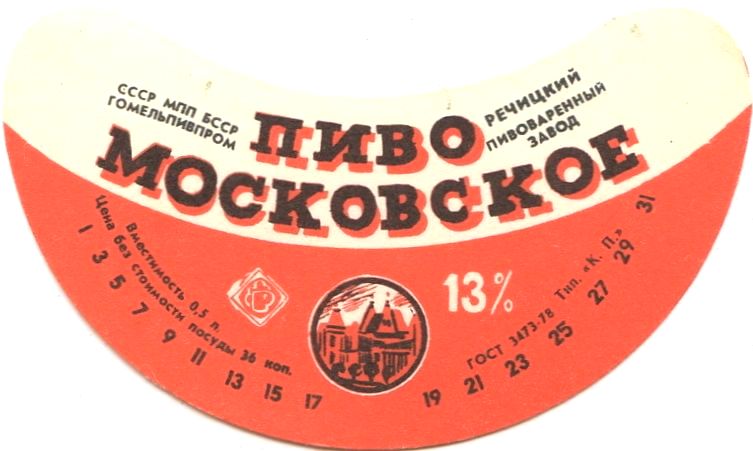 СССР МПП БССР
ГОМЕЛЬПИВПРОМ
ПИВО
РЕЧИЦКИЙ
ПИВОВАРЕННЫЙ
ЗАВОД
МОСКОВСКОЕ
Вместимость 0,5 л.
Цена без стоимости посуды 36 коп.
13%
ГОСТ 3473-78 Тип. «К. П.»
1 3 5 7 9 11 13 15 17 19 21 23 25 27 29 31